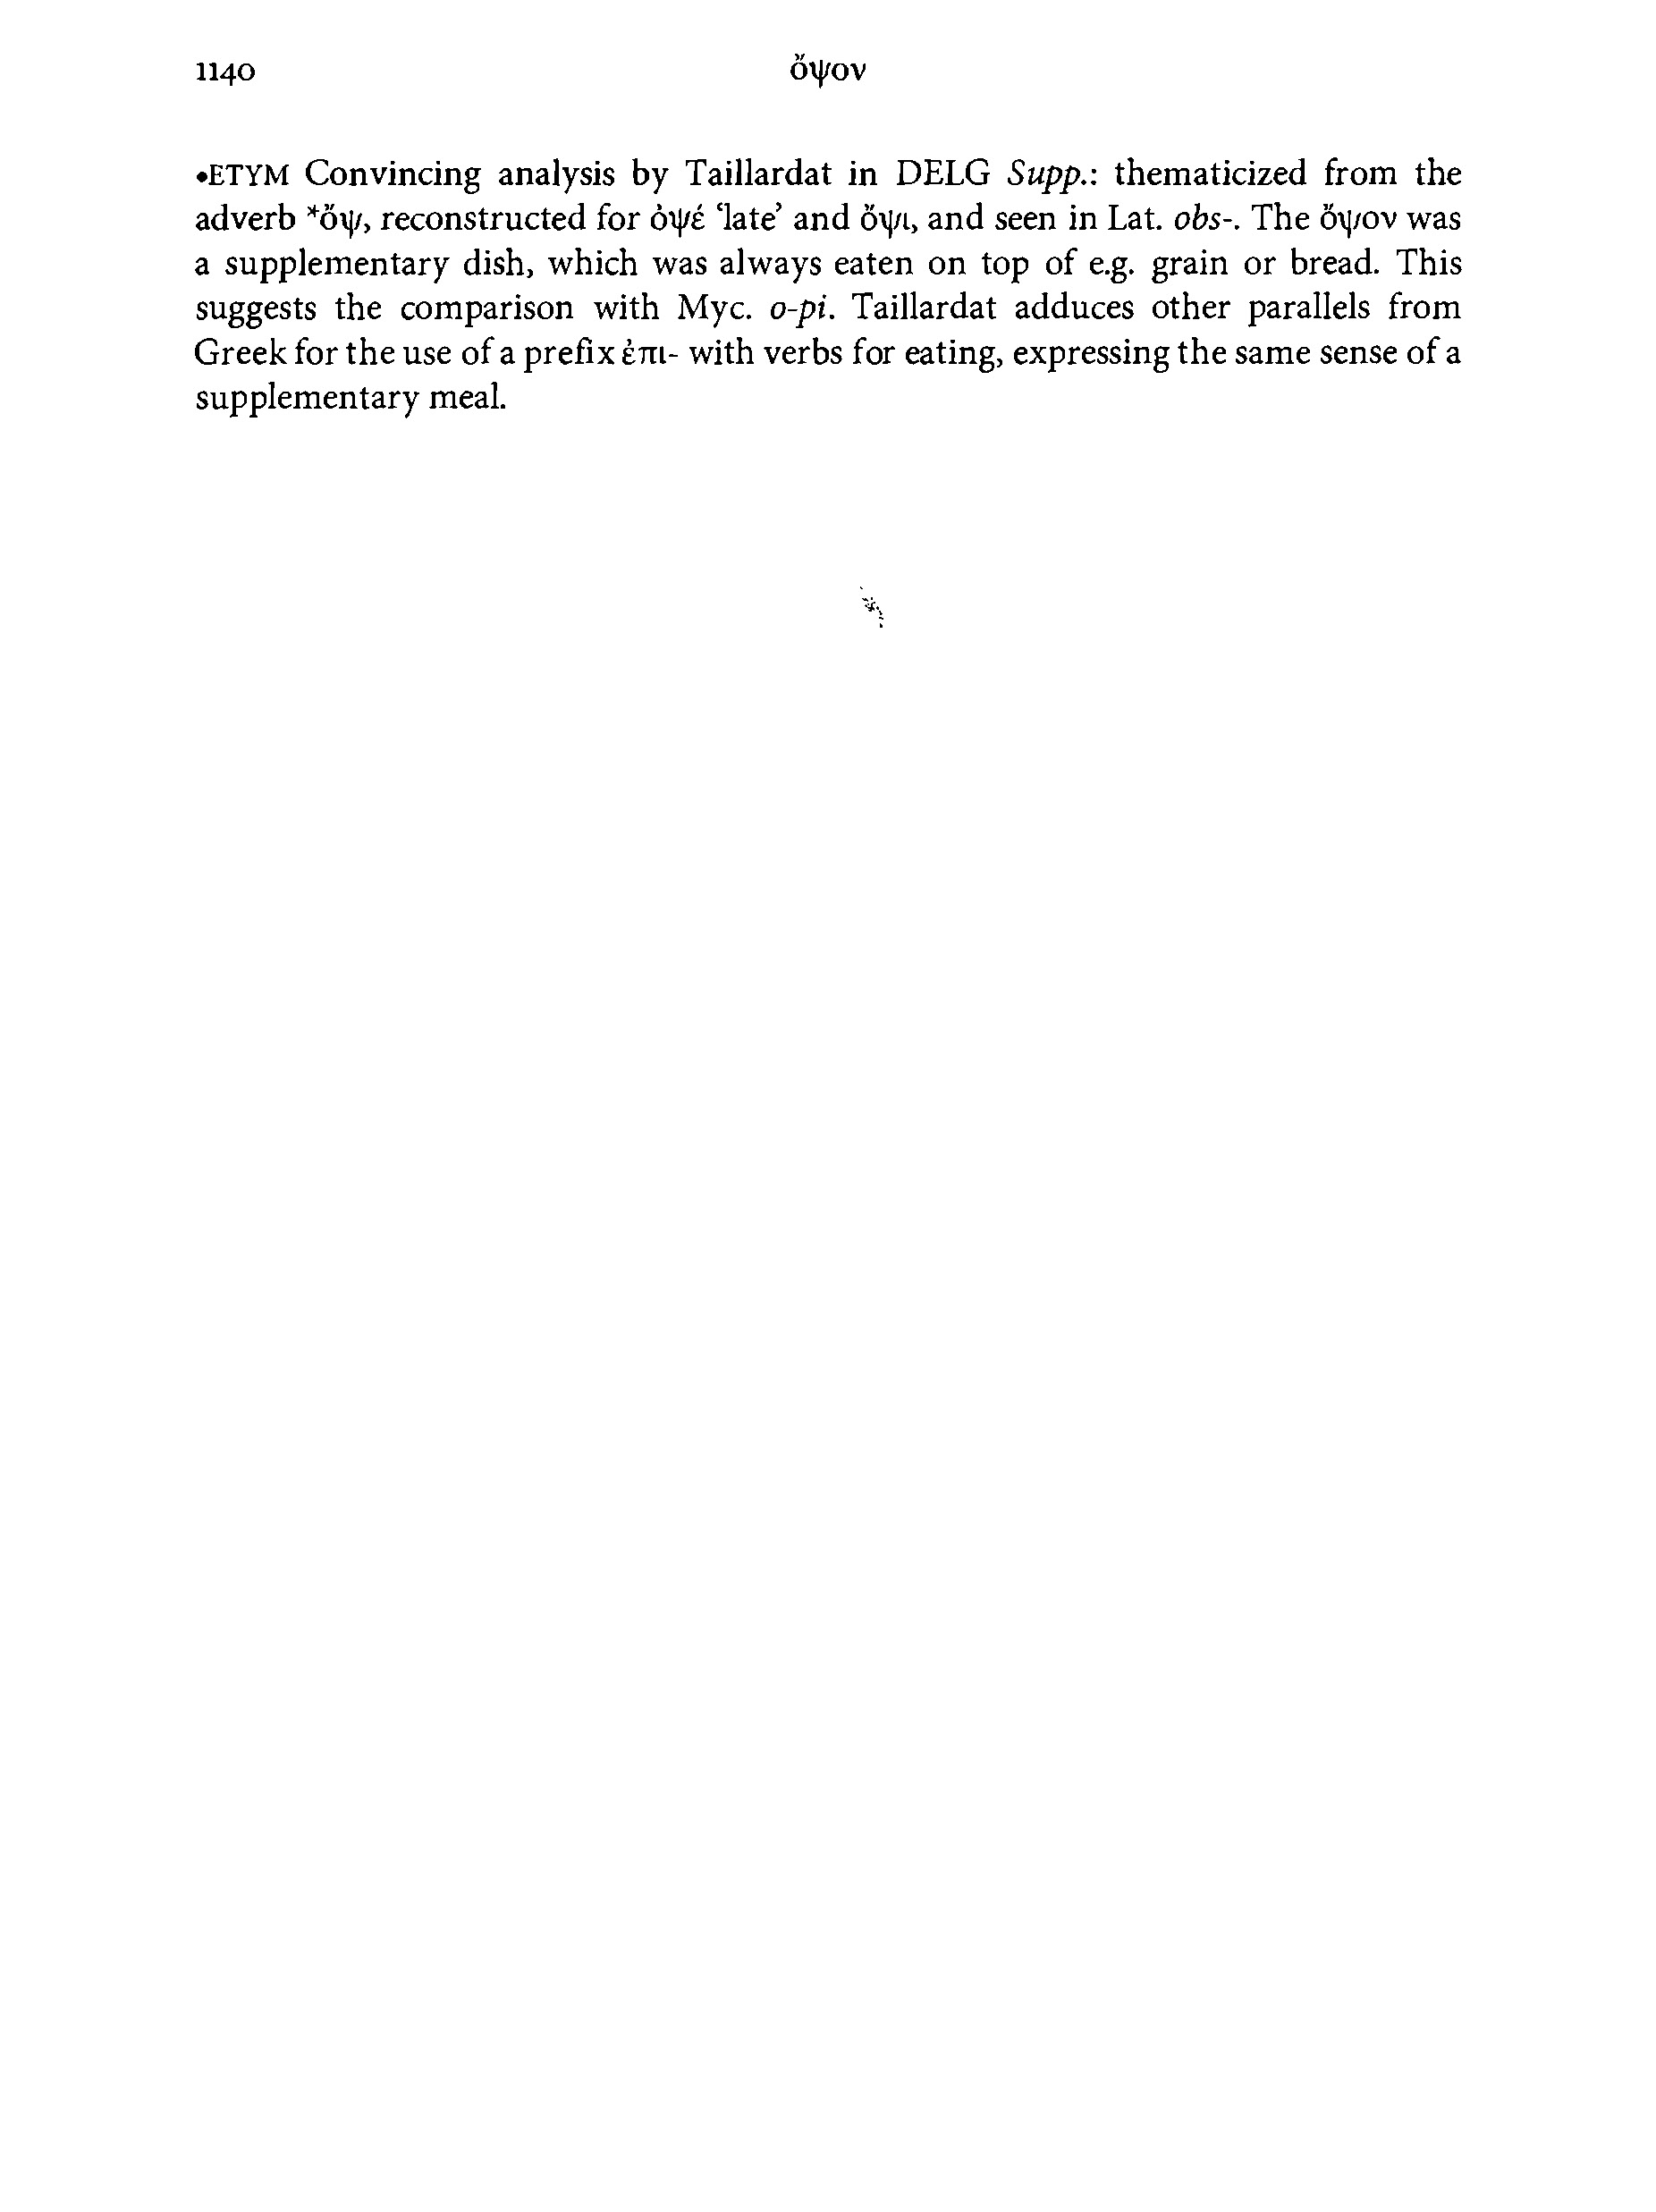 1140 ὄψον
•ETYM Convincing analysis by Taillardat in DELG Supp.: thematicized from the
adverb *ὄψ, reconstructed for ὀψέ ‘late’ and ὄψι, and seen in Lat. obs-. The ὄψον was
a supplementary dish, which was always eaten on top of e.g. grain or bread. This
suggests the comparison with Myc. o-pi. Taillardat adduces other parallels from
Greek for the use of a prefix ἐπι- with verbs for eating, expressing the same sense of a
supplementary meal.